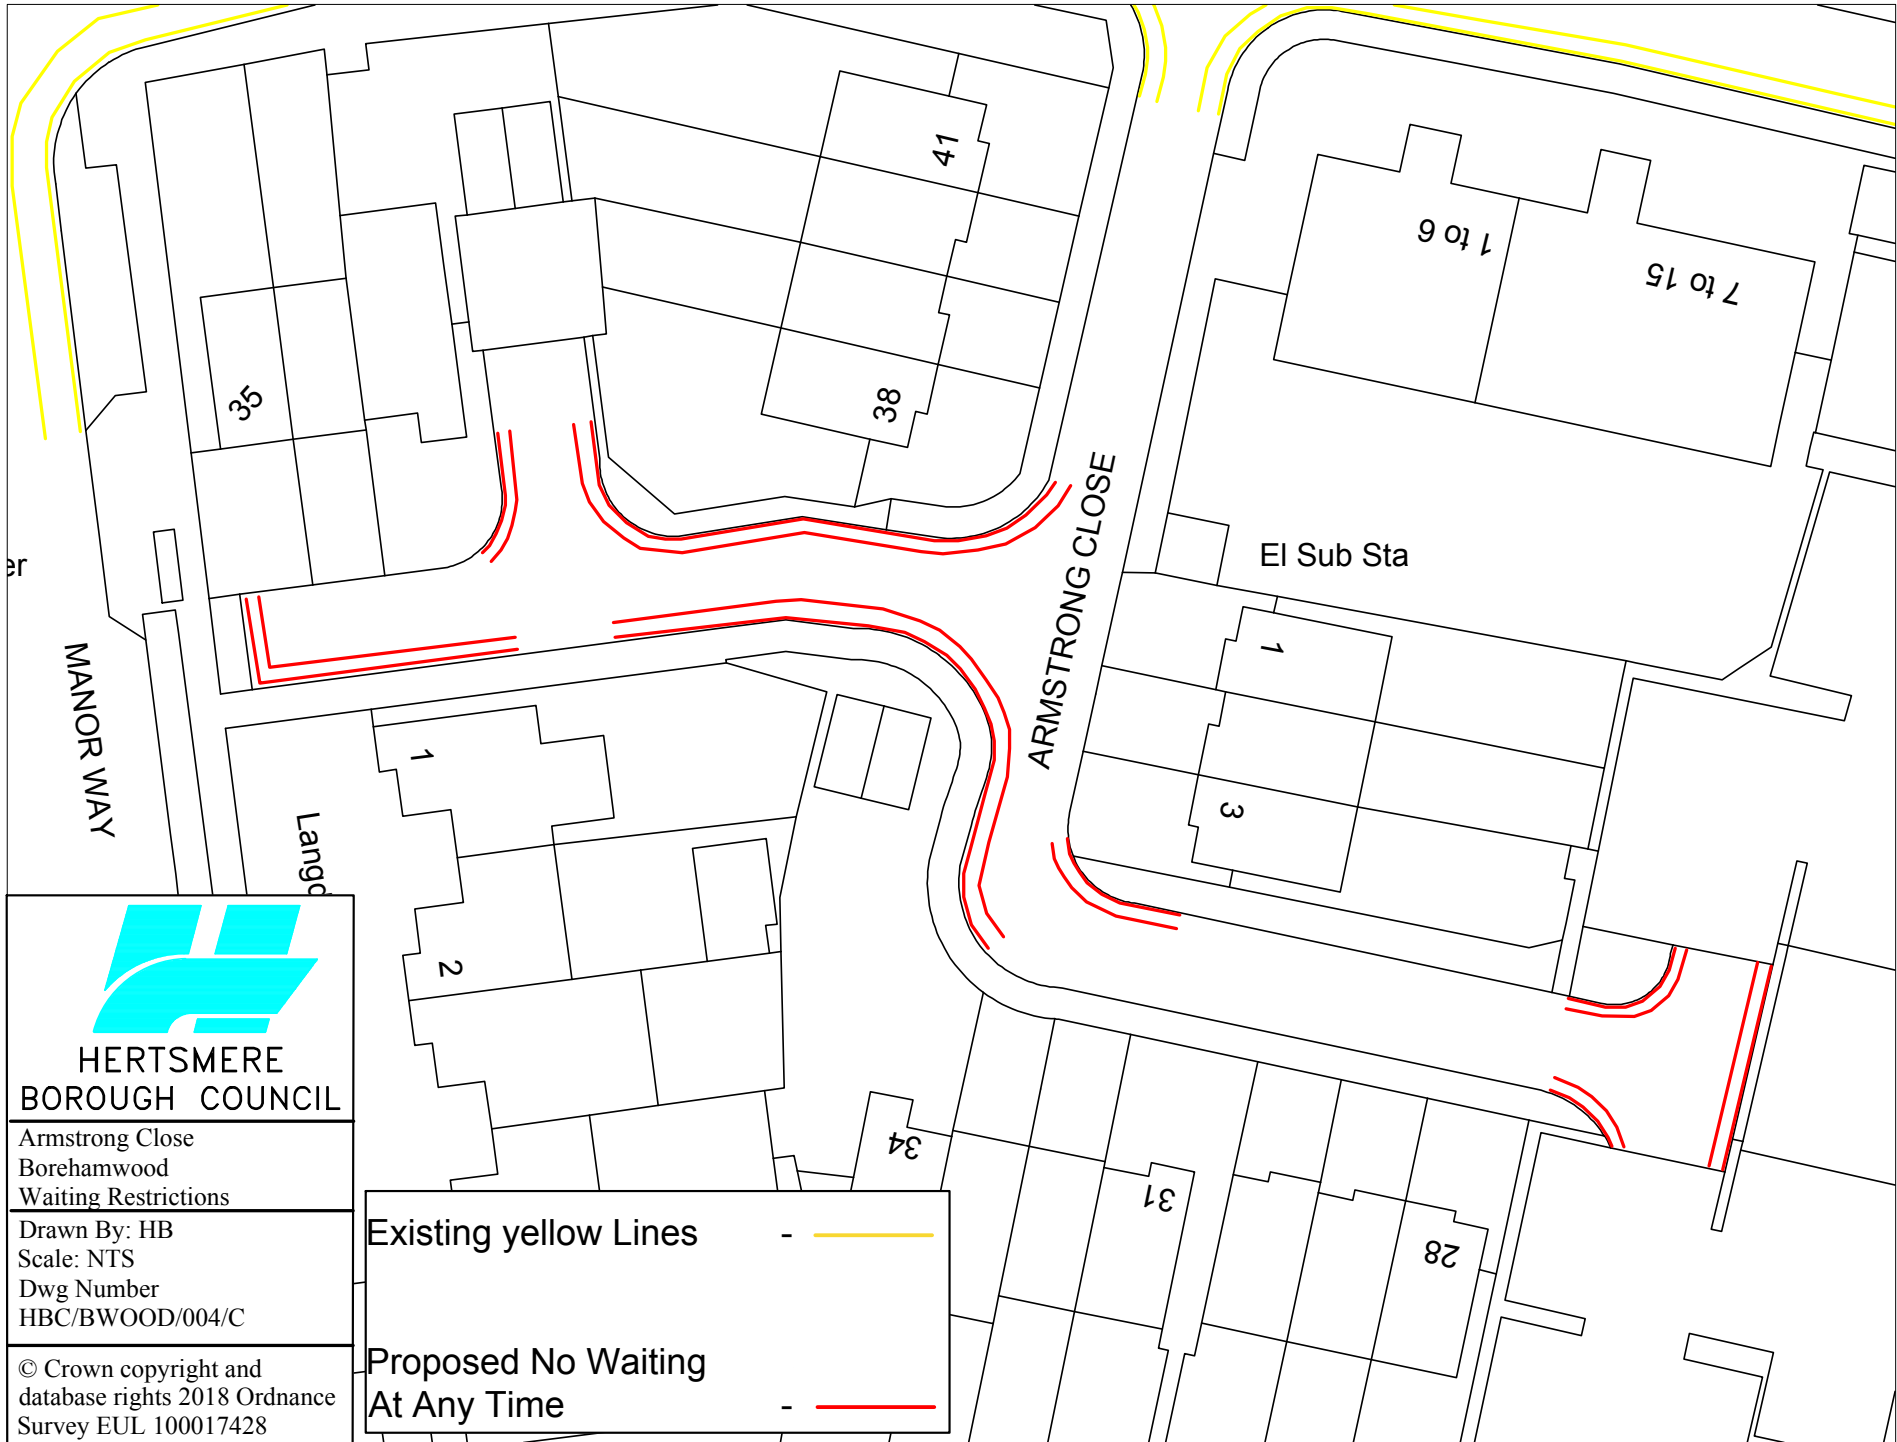 41
1 to 6
7 to 15
35
38
ARMSTRONG CLOSE
El Sub Sta
er
MANOR WAY
1
1
3
Langd
2
34
31
28
HERTSMERE
BOROUGH COUNCIL
Armstrong Close
Borehamwood
Waiting Restrictions
Drawn By: HB
Scale: NTS
Dwg Number
HBC/BWOOD/004/C
© Crown copyright and
database rights 2018 Ordnance
Survey EUL 100017428
Existing yellow Lines -
Proposed No Waiting
At Any Time -